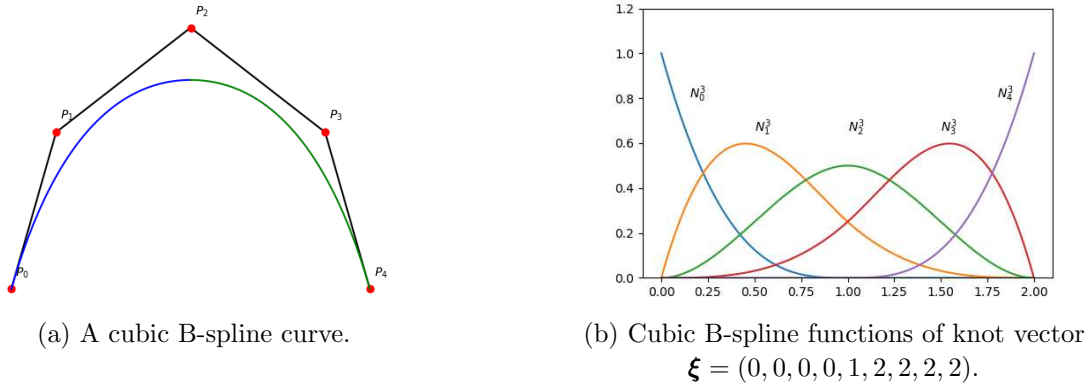 P₂
P₁
P₃
P₀
P₄
(a) A cubic B-spline curve.
1.2
1.0
0.8
0.6
0.4
0.2
0.0
N₀³
N₄³
N₁³
N₂³
N₃³
0.00 0.25 0.50 0.75 1.00 1.25 1.50 1.75 2.00
(b) Cubic B-spline functions of knot vector
ξ = (0, 0, 0, 0, 1, 2, 2, 2, 2).